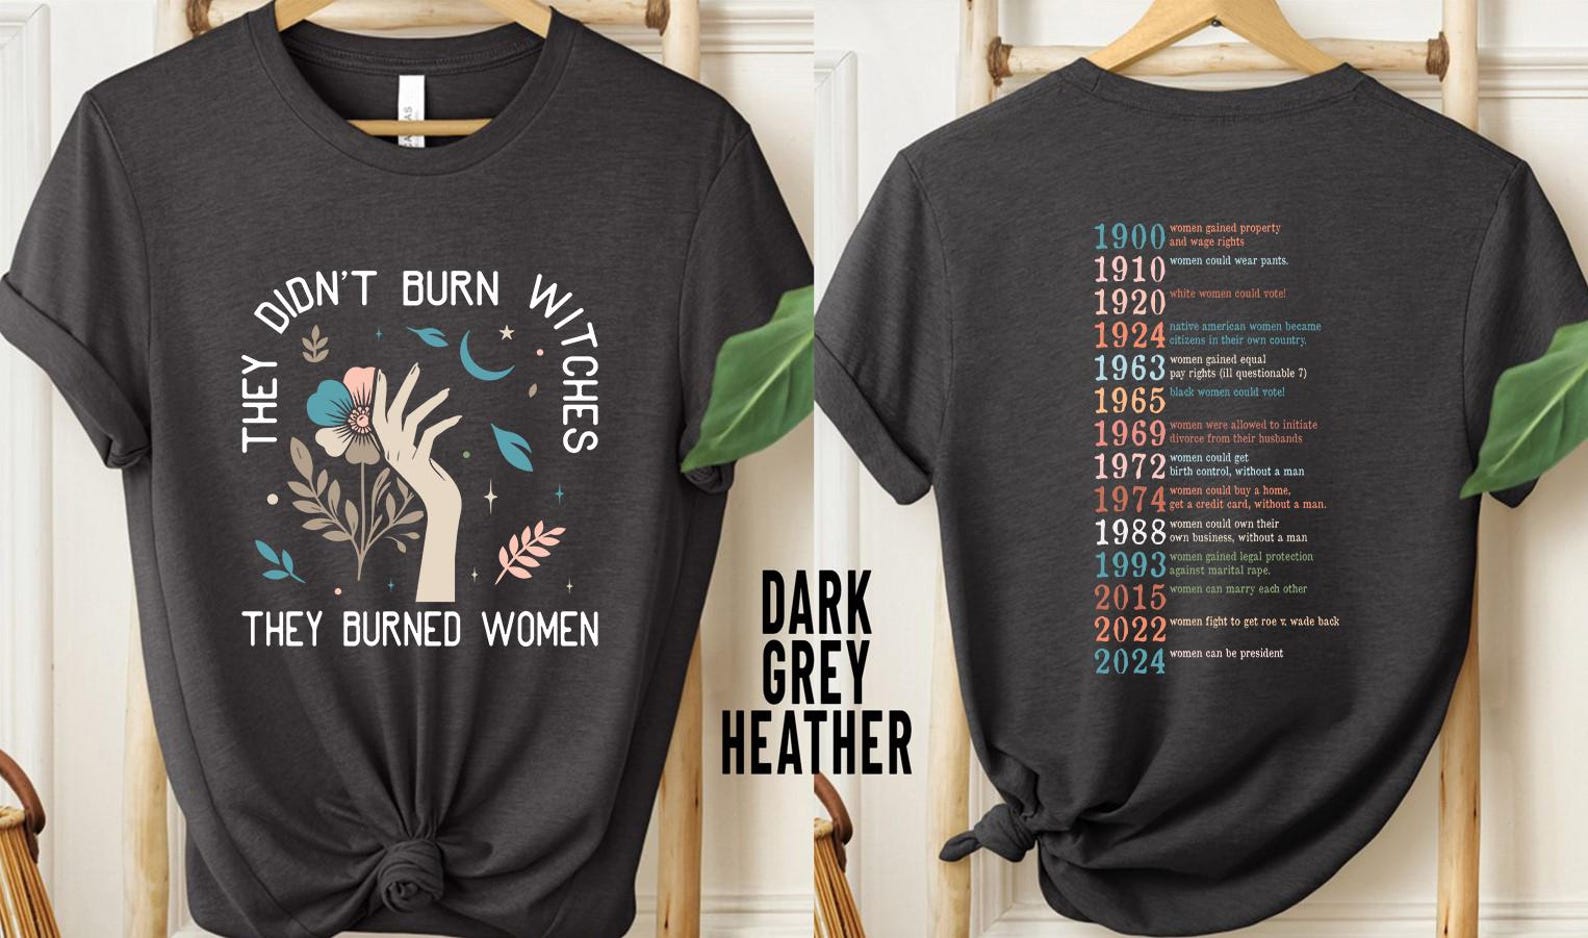 THEY DIDN'T BURN WITCHES
THEY BURNED WOMEN
DARK
GREY
HEATHER
1900 women gained property
and wage rights
1910 women could wear pants.
1920 white women could vote!
1924 native american women became
citizens in their own country.
1963 women gained equal
pay rights (ill questionable ?)
1965 black women could vote!
1969 women were allowed to initiate
divorce from their husbands
1972 women could get
birth control, without a man
1974 women could buy a home,
get a credit card, without a man.
1988 women could own their
own business, without a man
1993 women gained legal protection
against marital rape.
2015 women can marry each other
2022 women fight to get roe v. wade back
2024 women can be president